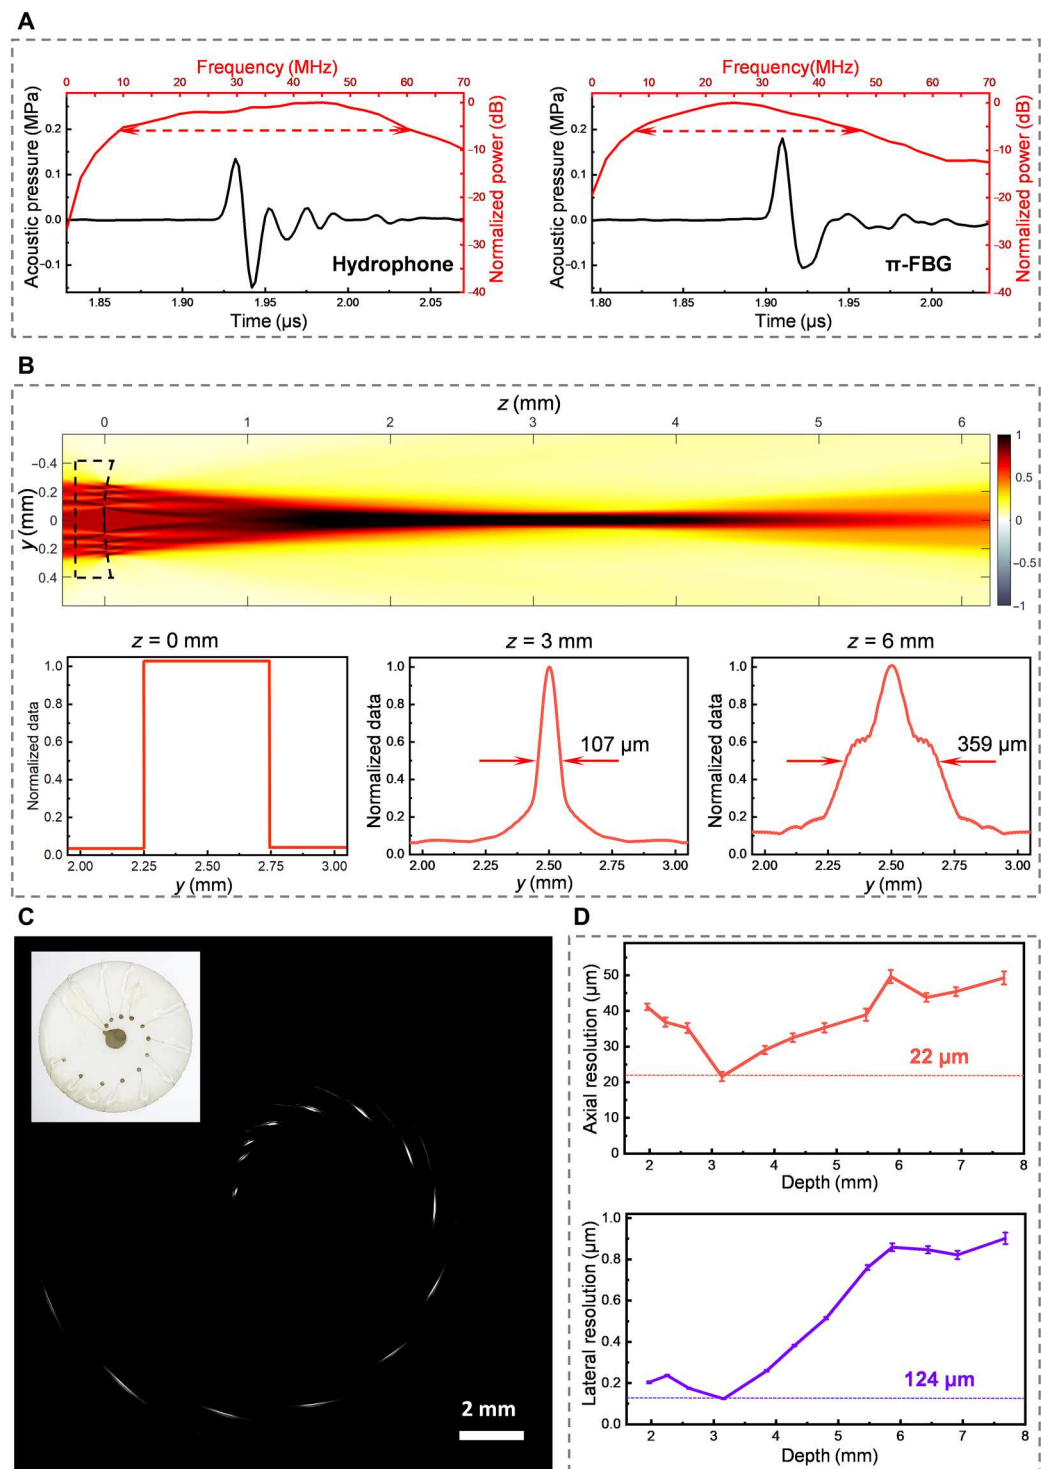 A
Frequency(MHz)
0 10 20 30 40 50 60 70
Acoustic pressure (MPa)
0.2
0.1
0.0
−0.1
0
−10
−20
−30
−40
Normalized power (dB)
Hydrophone
1.85 1.90 1.95 2.00 2.05
Time (µs)
Frequency(MHz)
0 10 20 30 40 50 60 70
Acoustic pressure (MPa)
0.2
0.1
0.0
−0.1
0
−10
−20
−30
−40
Normalized power (dB)
π-FBG
1.80 1.85 1.90 1.95 2.00
Time (µs)
B
z (mm)
0 1 2 3 4 5 6
y (mm)
−0.4
−0.2
0
0.2
0.4
1
0.5
0
−0.5
−1
z = 0 mm
Normalized data
1.0
0.8
0.6
0.4
0.2
0.0
2.00 2.25 2.50 2.75 3.00
y (mm)
z = 3 mm
Normalized data
1.0
0.8
0.6
0.4
0.2
0.0
107 µm
2.00 2.25 2.50 2.75 3.00
y (mm)
z = 6 mm
Normalized data
1.0
0.8
0.6
0.4
0.2
0.0
359 µm
2.00 2.25 2.50 2.75 3.00
y (mm)
C
2 mm
D
Axial resolution (µm)
50
40
30
20
10
0
22 µm
2 3 4 5 6 7 8
Depth (mm)
Lateral resolution (µm)
1.0
0.8
0.6
0.4
0.2
0.0
124 µm
2 3 4 5 6 7 8
Depth (mm)